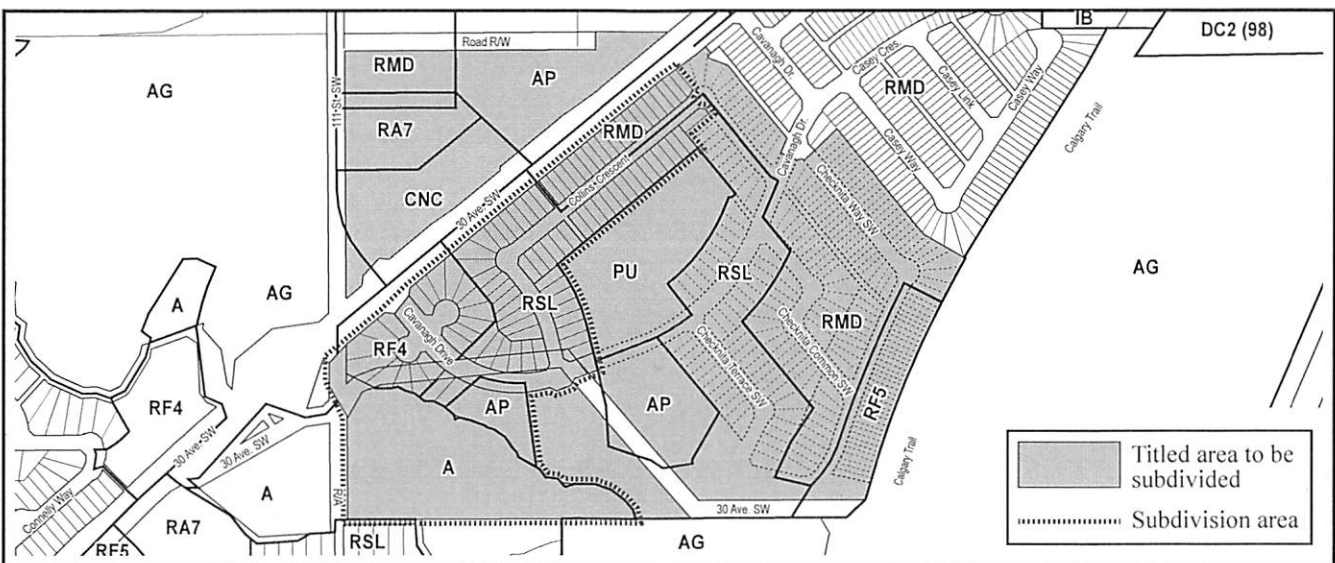 IB
DC2 (98)
Road R/W
RMD
AP
AG
111 St. SW
RA7
CNC
30 Ave. SW
RMD
Collins Crescent
Cavanagh Dr.
Casey Cres.
Casey Link
Casey Way
RMD
Calgary Trail
Cavanagh Dr.
Casey Way
Checknita Way SW
PU
RSL
AG
A
AG
RSL
RMD
Cavanagh Drive
RF4
Checknita Common SW
Checknita Terrace SW
RF4
AP
AP
RF5
30 Ave. SW
30 Ave. SW
A
A
R/A
Connelly Way
RA7
RF5
RSL
30 Ave. SW
AG
Calgary Trail
Titled area to be
subdivided
Subdivision area